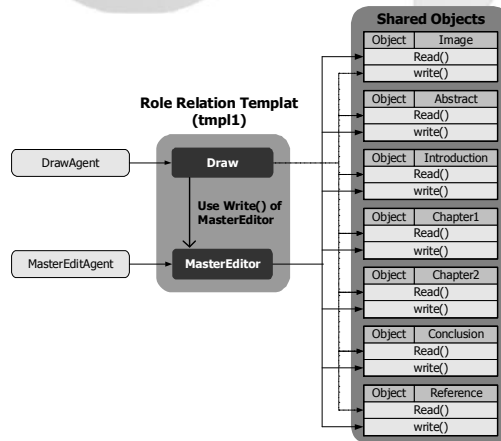 Shared Objects
Object Image
Read()
write()
Object Abstract
Read()
write()
Role Relation Templat
(tmpl1)
Object Introduction
Read()
write()
DrawAgent
Draw
Use Write() of
MasterEditor
Object Chapter1
Read()
write()
MasterEditAgent
MasterEditor
Object Chapter2
Read()
write()
Object Conclusion
Read()
write()
Object Reference
Read()
write()